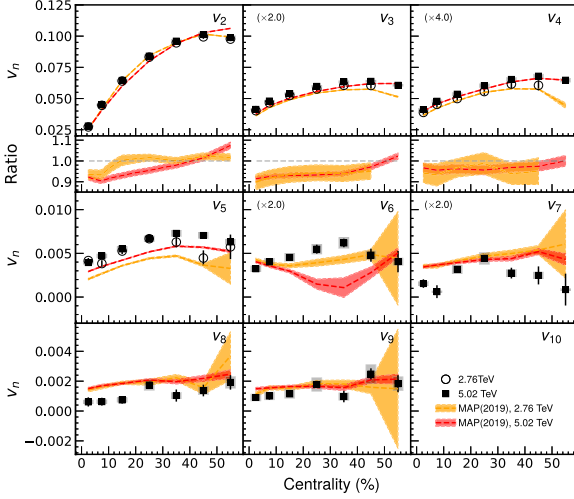 v2
(×2.0) v3
(×4.0) v4
vn
0.125
0.100
0.075
0.050
0.025
Ratio
1.1
1.0
0.9
v5
(×2.0) v6
(×2.0) v7
vn
0.010
0.005
0.000
v8
v9
v10
vn
0.004
0.002
0.000
−0.002
2.76TeV
5.02 TeV
MAP(2019), 2.76 TeV
MAP(2019), 5.02 TeV
0 10 20 30 40 50
0 10 20 30 40 50
0 10 20 30 40 50
Centrality (%)